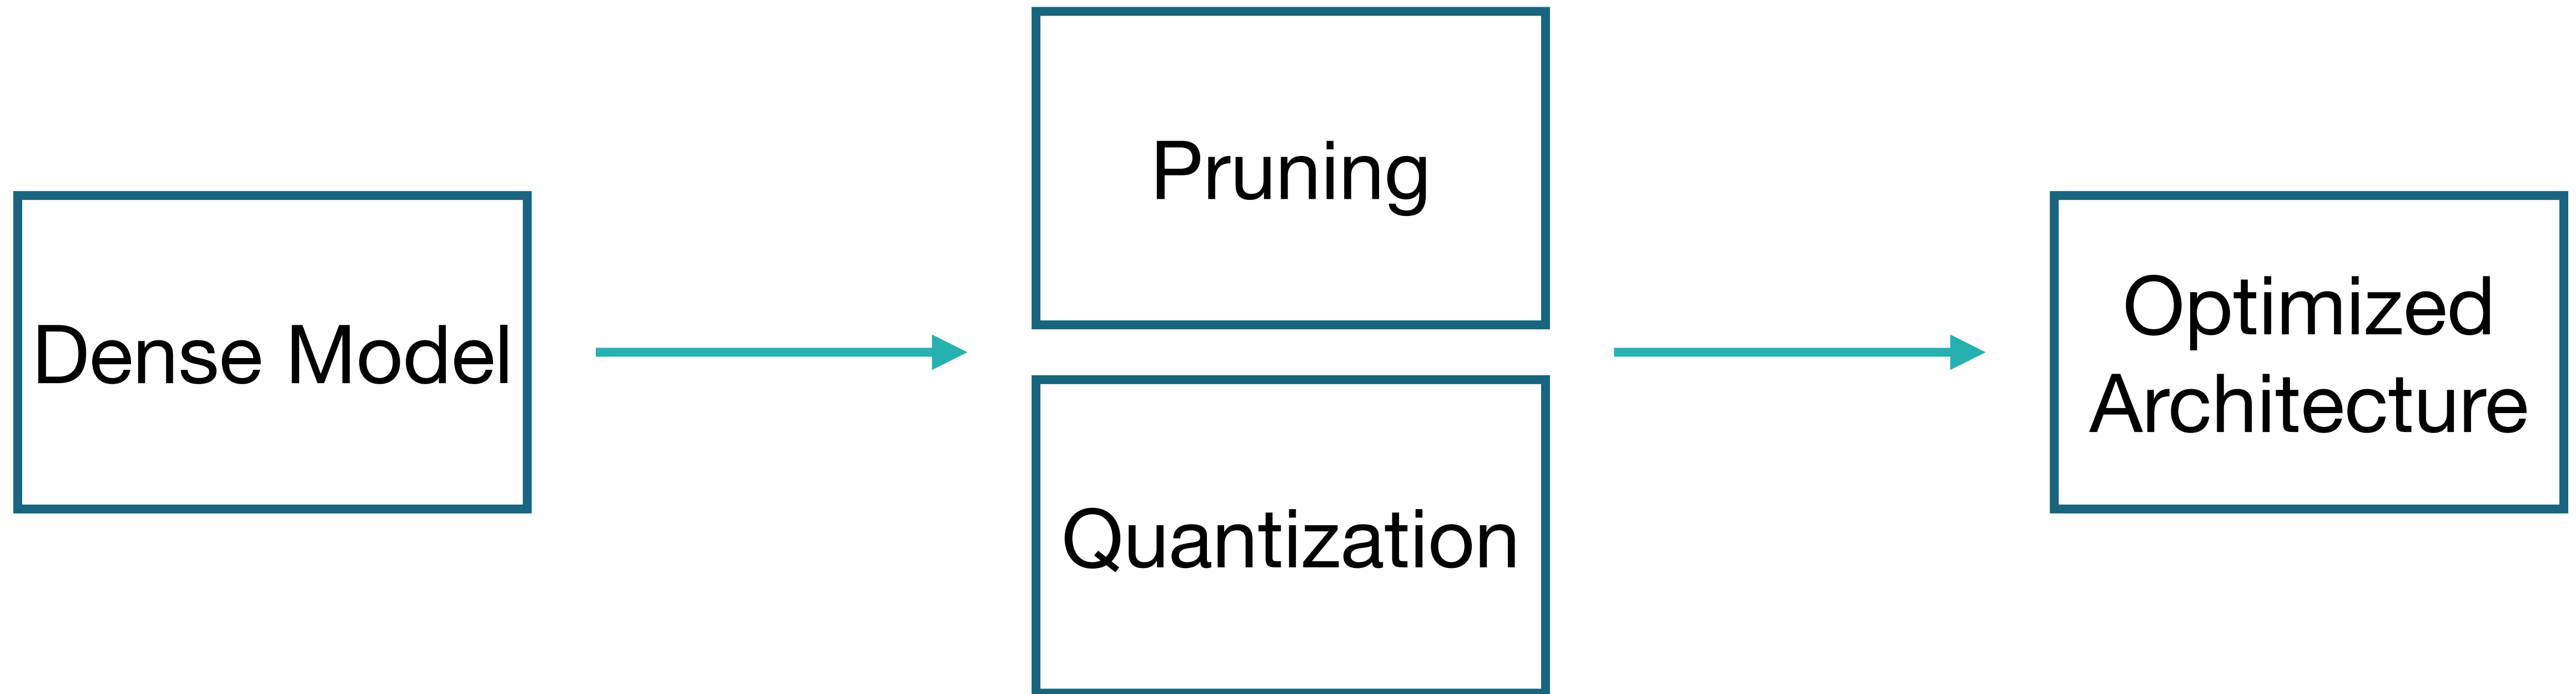 Dense Model
Pruning
Quantization
Optimized
Architecture